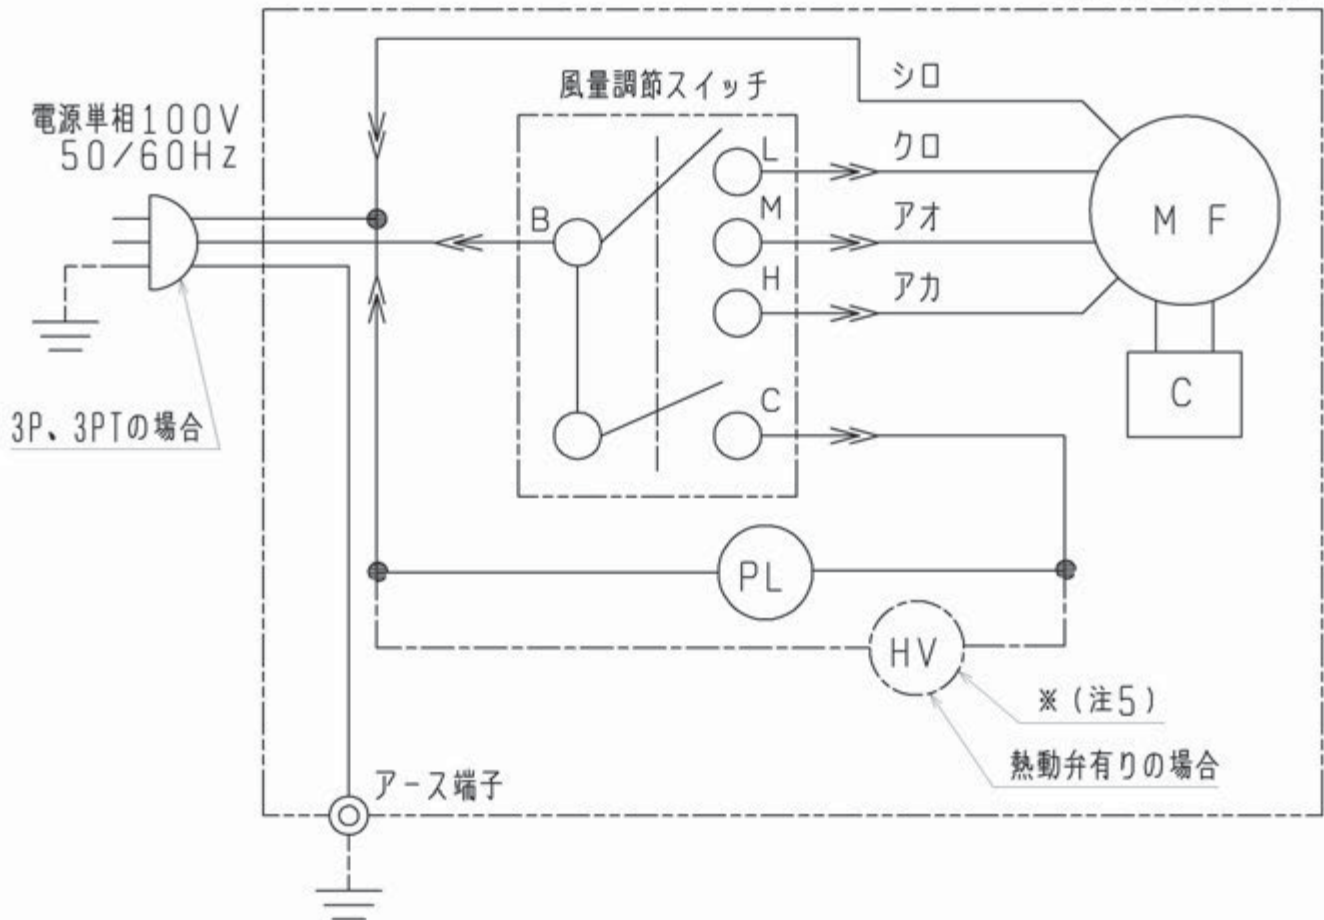 電源単相100V
50/60Hz
3P、3PTの場合
風量調節スイッチ
B
L
M
H
C
シロ
クロ
アオ
アカ
M F
C
PL
HV
※(注5)
熱動弁有りの場合
アース端子